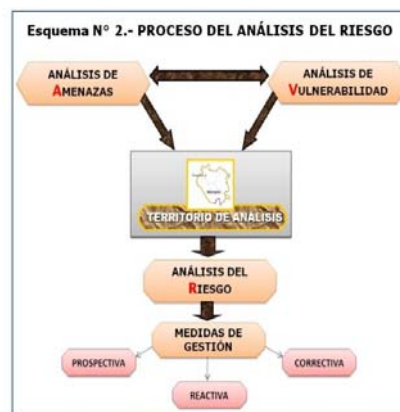 Esquema N° 2.- PROCESO DEL ANÁLISIS DEL RIESGO
ANÁLISIS DE
AMENAZAS
ANÁLISIS DE
VULNERABILIDAD
TERRITORIO DE ANÁLISIS
ANÁLISIS DEL
RIESGO
MEDIDAS DE
GESTIÓN
PROSPECTIVA
CORRECTIVA
REACTIVA